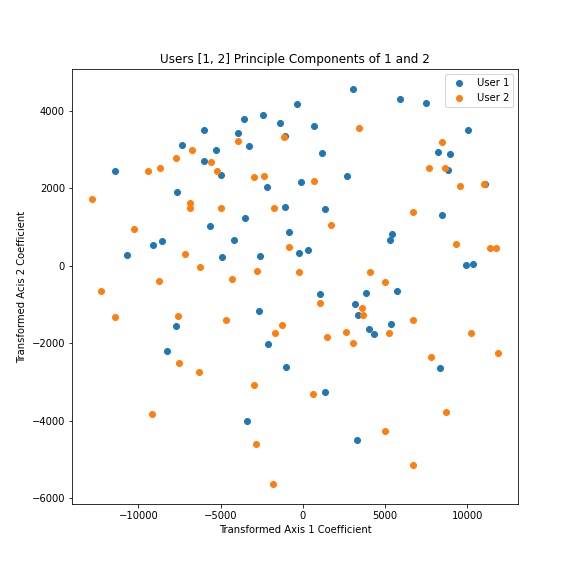 Users [1, 2] Principle Components of 1 and 2
User 1
User 2
4000
2000
0
−2000
−4000
−6000
Transformed Acis 2 Coefficient
−10000 −5000 0 5000 10000
Transformed Axis 1 Coefficient